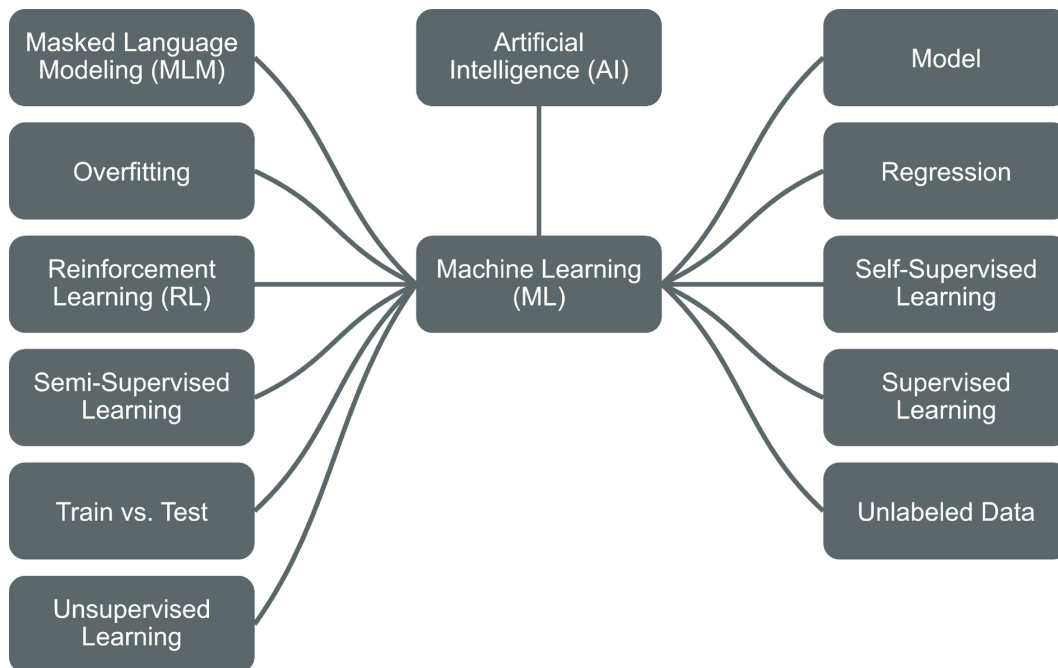 Masked Language
Modeling (MLM)
Overfitting
Reinforcement
Learning (RL)
Semi-Supervised
Learning
Train vs. Test
Unsupervised
Learning
Artificial
Intelligence (AI)
Machine Learning
(ML)
Model
Regression
Self-Supervised
Learning
Supervised
Learning
Unlabeled Data